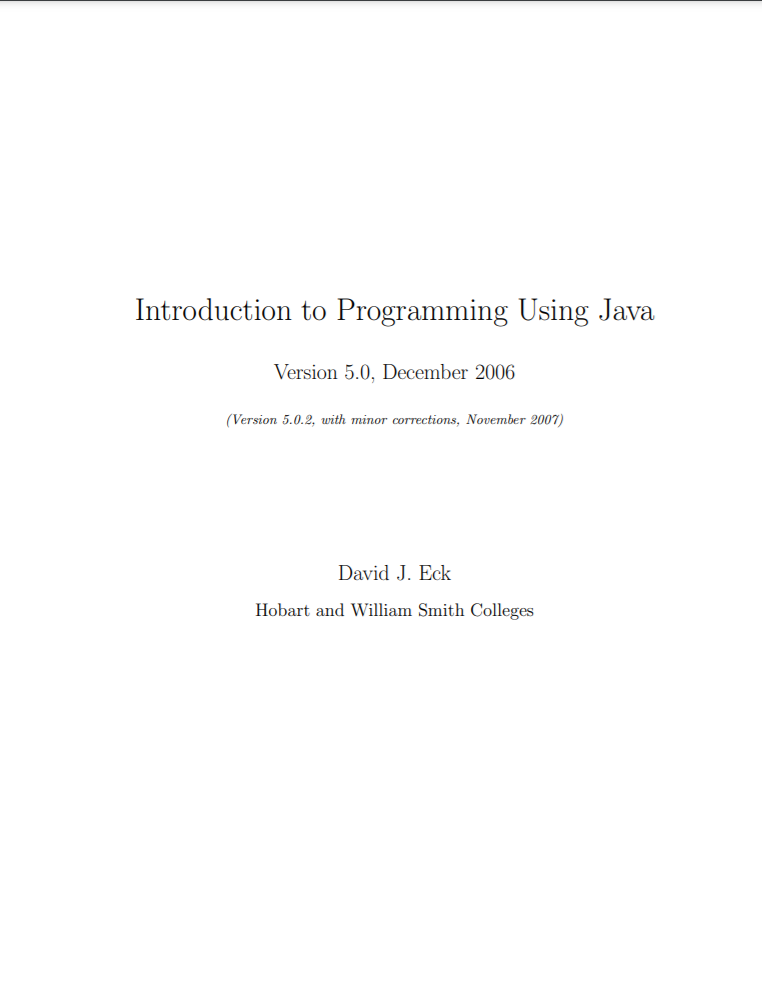 Introduction to Programming Using Java
Version 5.0, December 2006
(Version 5.0.2, with minor corrections, November 2007)
David J. Eck
Hobart and William Smith Colleges